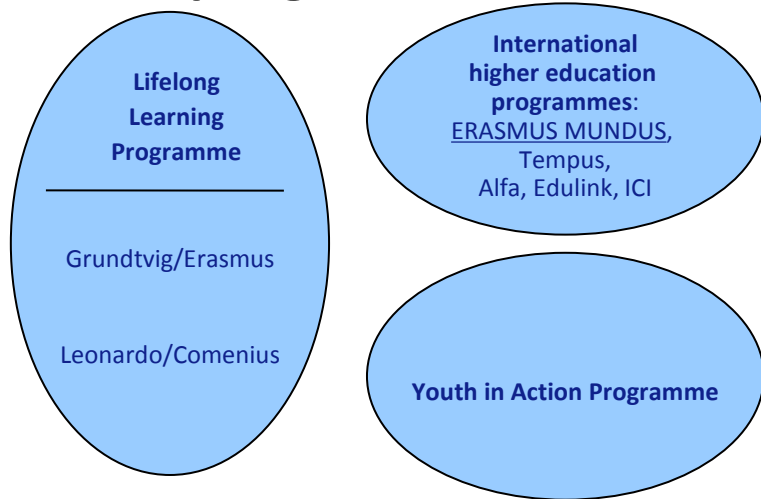 Lifelong
Learning
Programme
Grundtvig/Erasmus
Leonardo/Comenius
International
higher education
programmes:
ERASMUS MUNDUS,
Tempus,
Alfa, Edulink, ICI
Youth in Action Programme